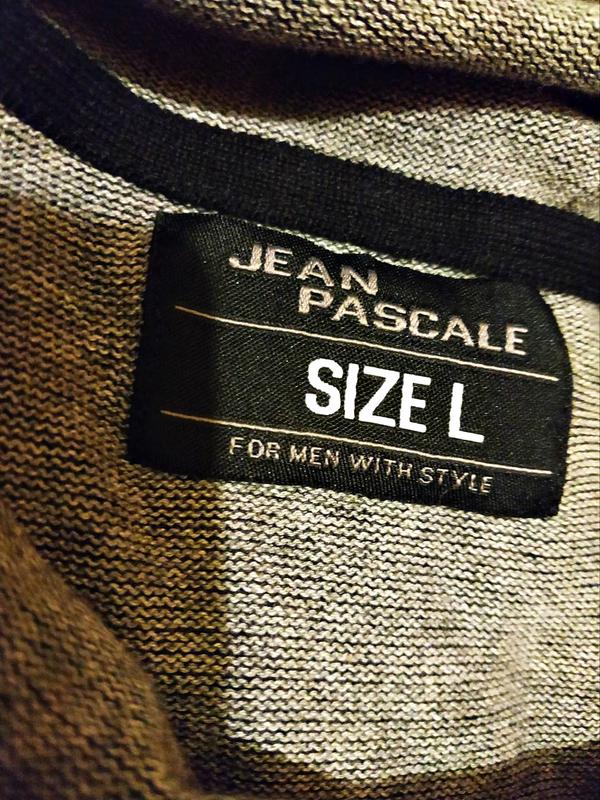 JEAN
PASCALE
SIZE L
FOR MEN WITH STYLE